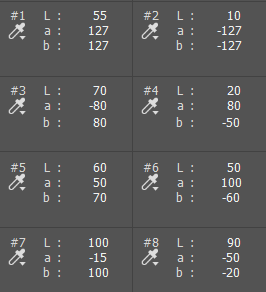 #1 L : 55 #2 L : 10
a : 127 a : -127
b : 127 b : -127
#3 L : 70 #4 L : 20
a : -80 a : 80
b : 80 b : -50
#5 L : 60 #6 L : 50
a : 50 a : 100
b : 70 b : -60
#7 L : 100 #8 L : 90
a : -15 a : -50
b : 100 b : -20